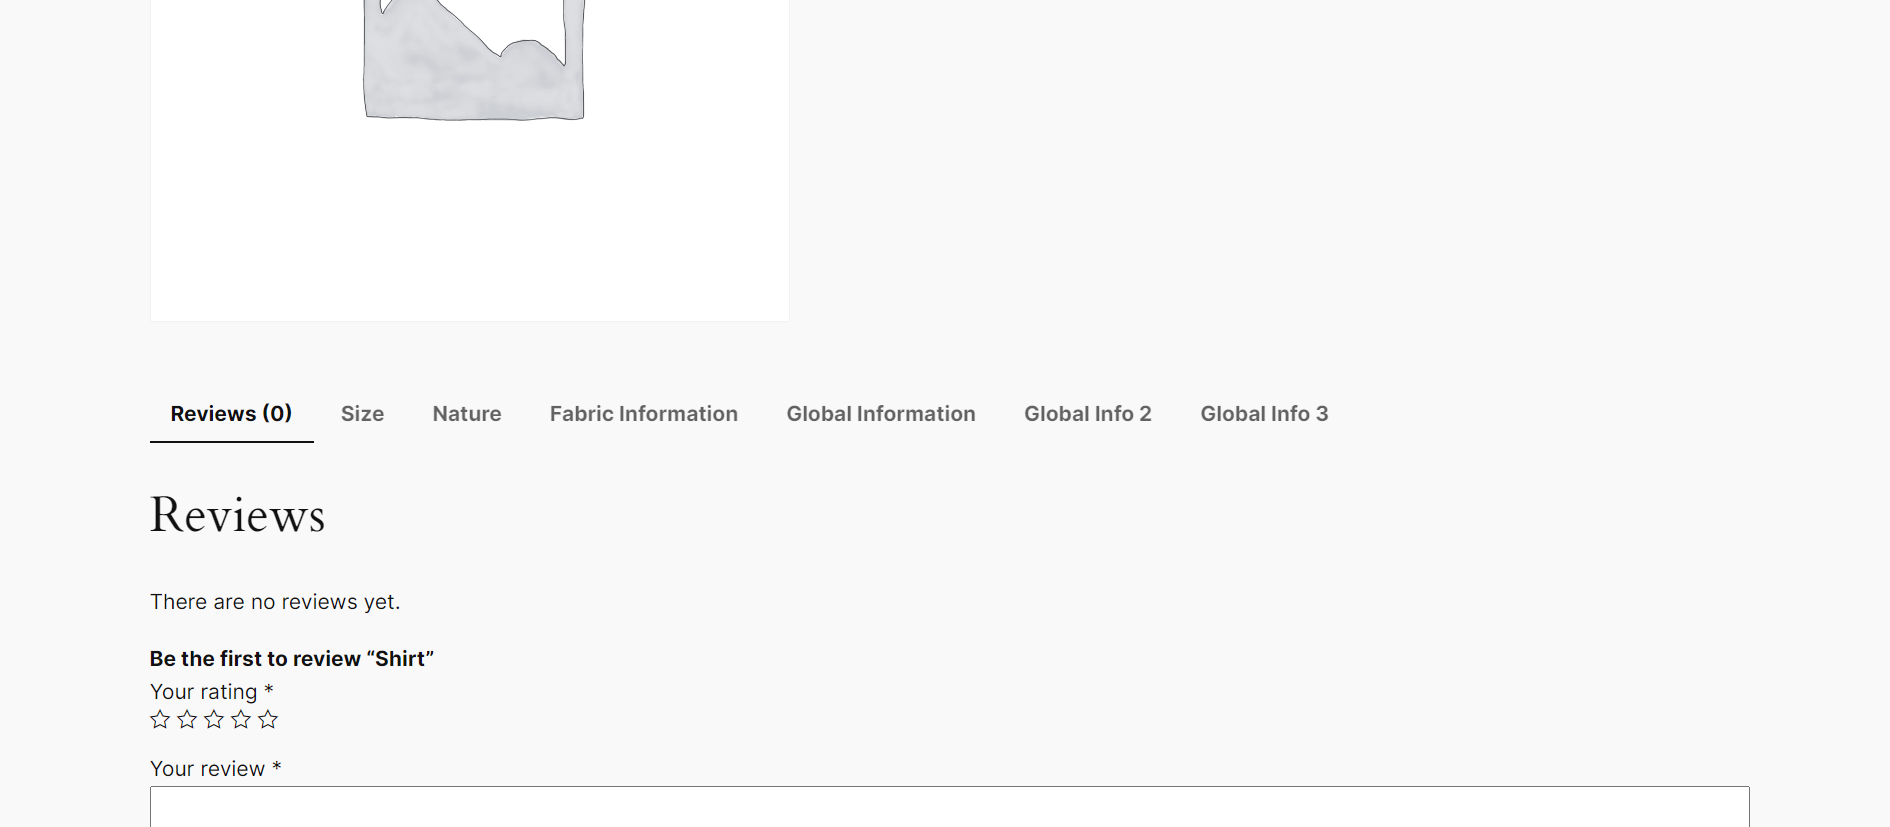 Reviews (0) Size Nature Fabric Information Global Information Global Info 2 Global Info 3
Reviews
There are no reviews yet.
Be the first to review “Shirt”
Your rating *
Your review *